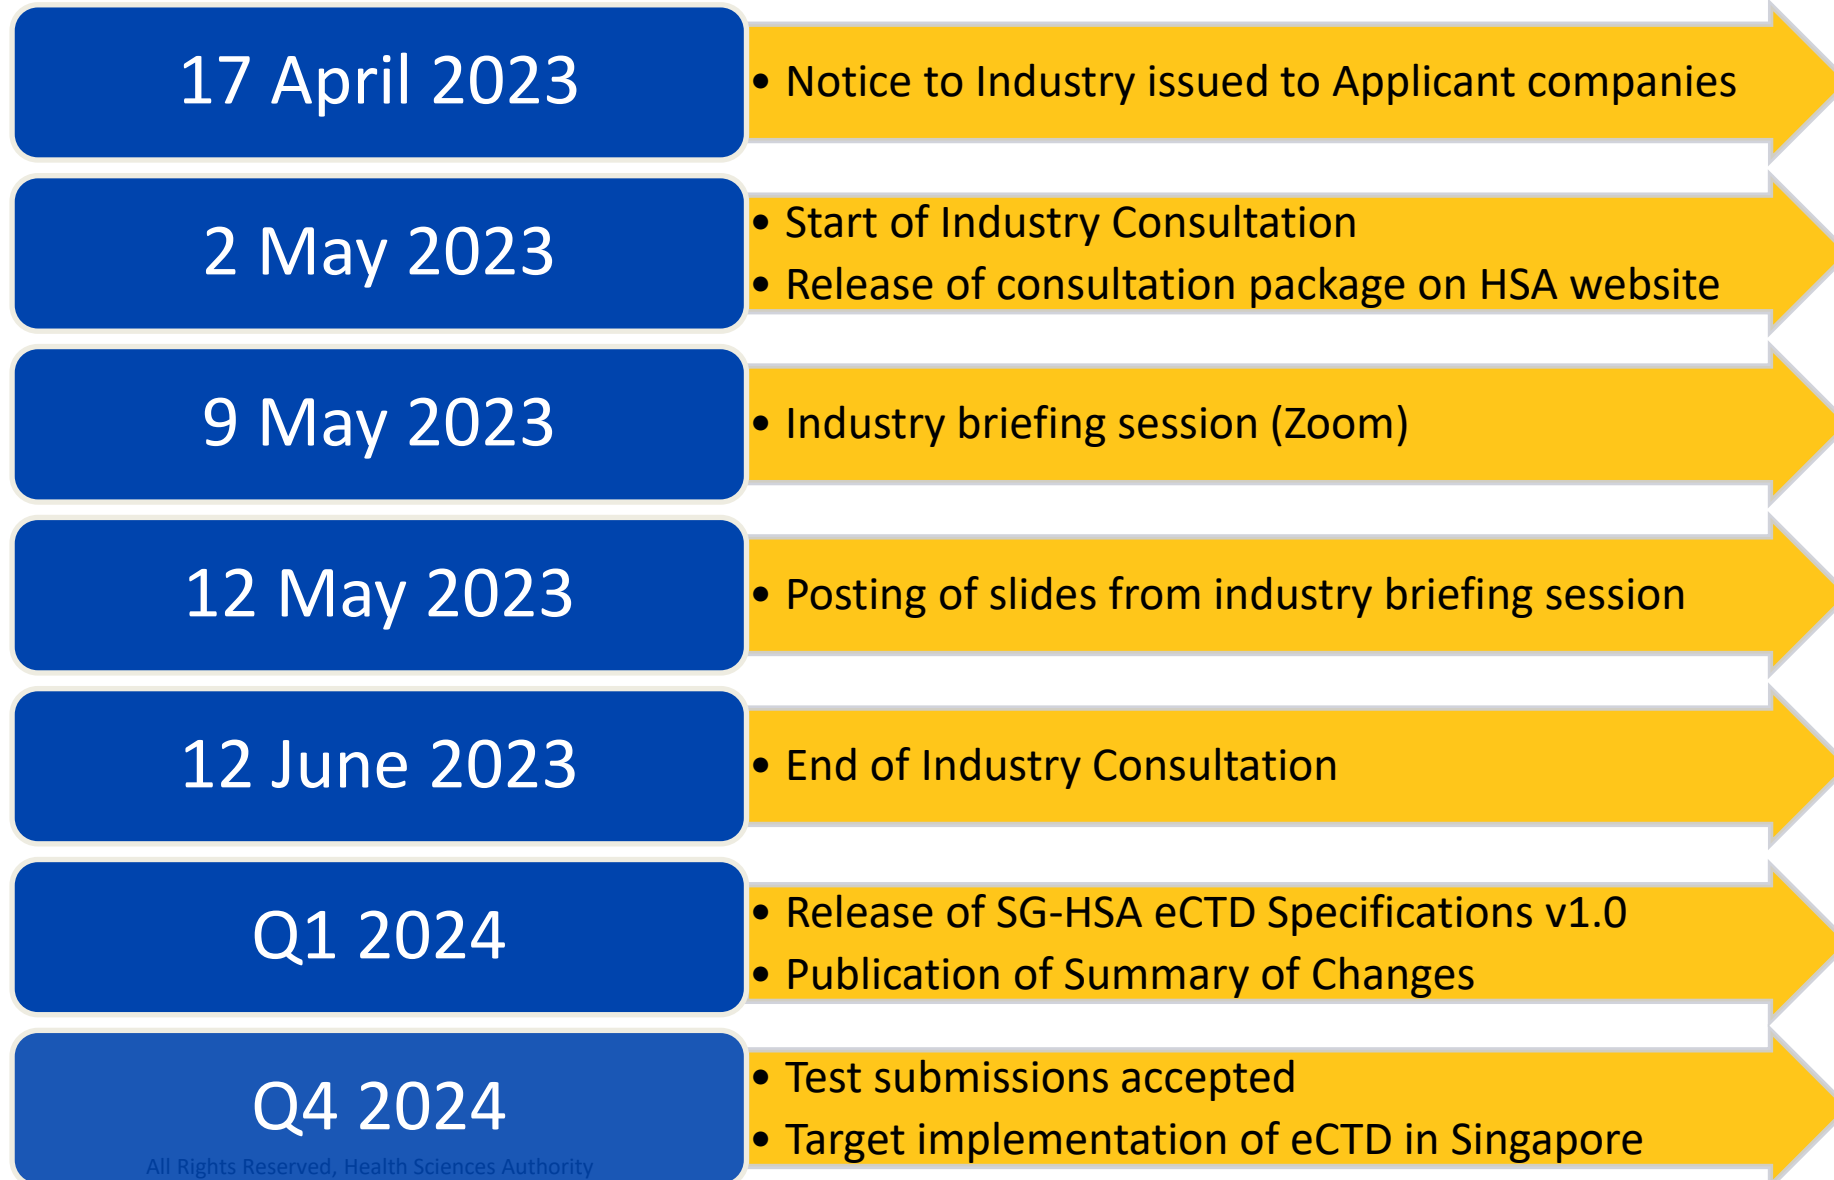 17 April 2023
• Notice to Industry issued to Applicant companies
2 May 2023
• Start of Industry Consultation
• Release of consultation package on HSA website
9 May 2023
• Industry briefing session (Zoom)
12 May 2023
• Posting of slides from industry briefing session
12 June 2023
• End of Industry Consultation
Q1 2024
• Release of SG-HSA eCTD Specifications v1.0
• Publication of Summary of Changes
Q4 2024
• Test submissions accepted
• Target implementation of eCTD in Singapore
All Rights Reserved, Health Sciences Authority